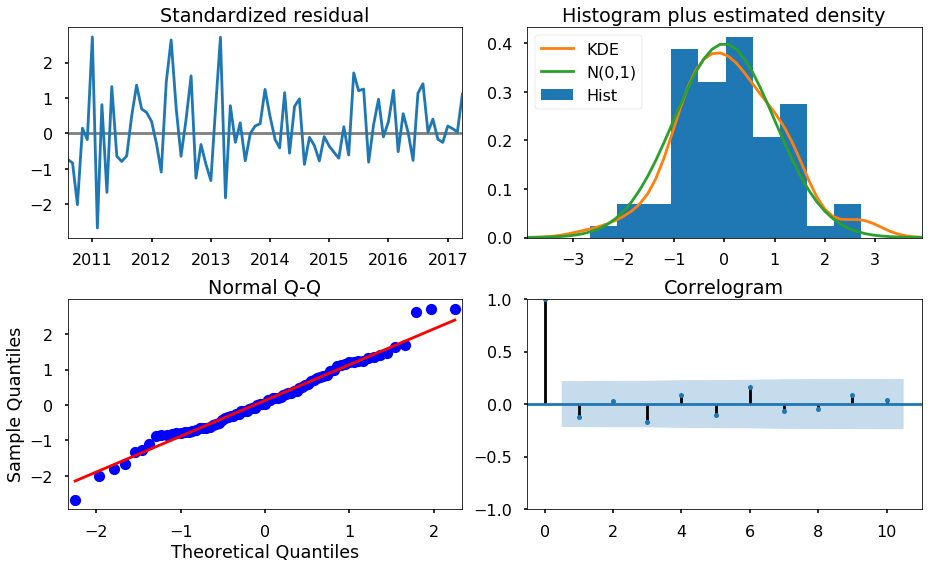 Standardized residual
2
1
0
−1
−2
2011 2012 2013 2014 2015 2016 2017
Histogram plus estimated density
KDE
N(0,1)
Hist
0.4
0.3
0.2
0.1
0.0
−3 −2 −1 0 1 2 3
Normal Q-Q
Sample Quantiles
2
1
0
−1
−2
−2 −1 0 1 2
Theoretical Quantiles
Correlogram
1.0
0.5
0.0
−0.5
−1.0
0 2 4 6 8 10